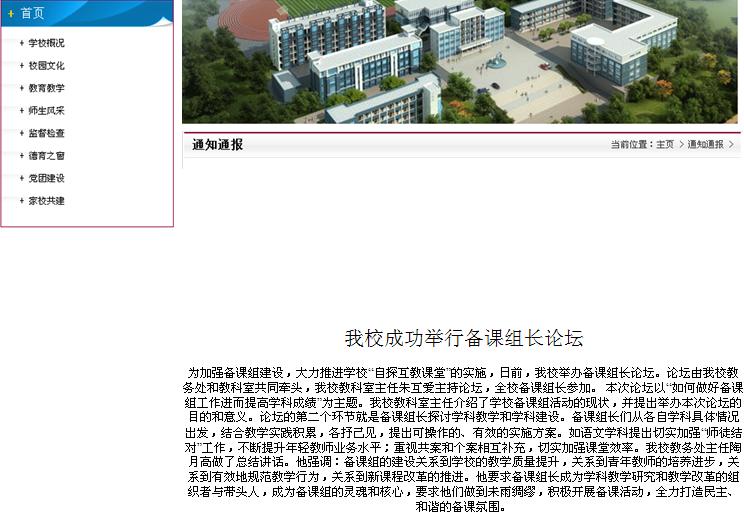 + 首页
+ 学校概况
+ 校园文化
+ 教育教学
+ 师生风采
+ 监督检查
+ 德育之窗
+ 党团建设
+ 家校共建
通知通报
当前位置：主页 > 通知通报 >
我校成功举行备课组长论坛
为加强备课组建设，大力推进学校“自探互教课堂”的实施，日前，我校举办备课组长论坛。论坛由我校教
务处和教科室共同牵头，我校教科室主任朱互爱主持论坛，全校备课组长参加。 本次论坛以“如何做好备课
组工作进而提高学科成绩”为主题。我校教科室主任介绍了学校备课组活动的现状，并提出举办本次论坛的
目的和意义。论坛的第二个环节就是备课组长探讨学科教学和学科建设。备课组长们从各自学科具体情况
出发，结合教学实践积累，各抒己见，提出可操作的、有效的实施方案。如语文学科提出切实加强“师徒结
对”工作，不断提升年轻教师业务水平；重视共案和个案相互补充，切实加强课堂效率。我校教务处主任陶
月高做了总结讲话。他强调：备课组的建设关系到学校的教学质量提升，关系到青年教师的培养进步，关
系到有效地规范教学行为，关系到新课程改革的推进。他要求备课组长成为学科教学研究和教学改革的组
织者与带头人，成为备课组的灵魂和核心，要求他们做到未雨绸缪，积极开展备课活动，全力打造民主、
和谐的备课氛围。